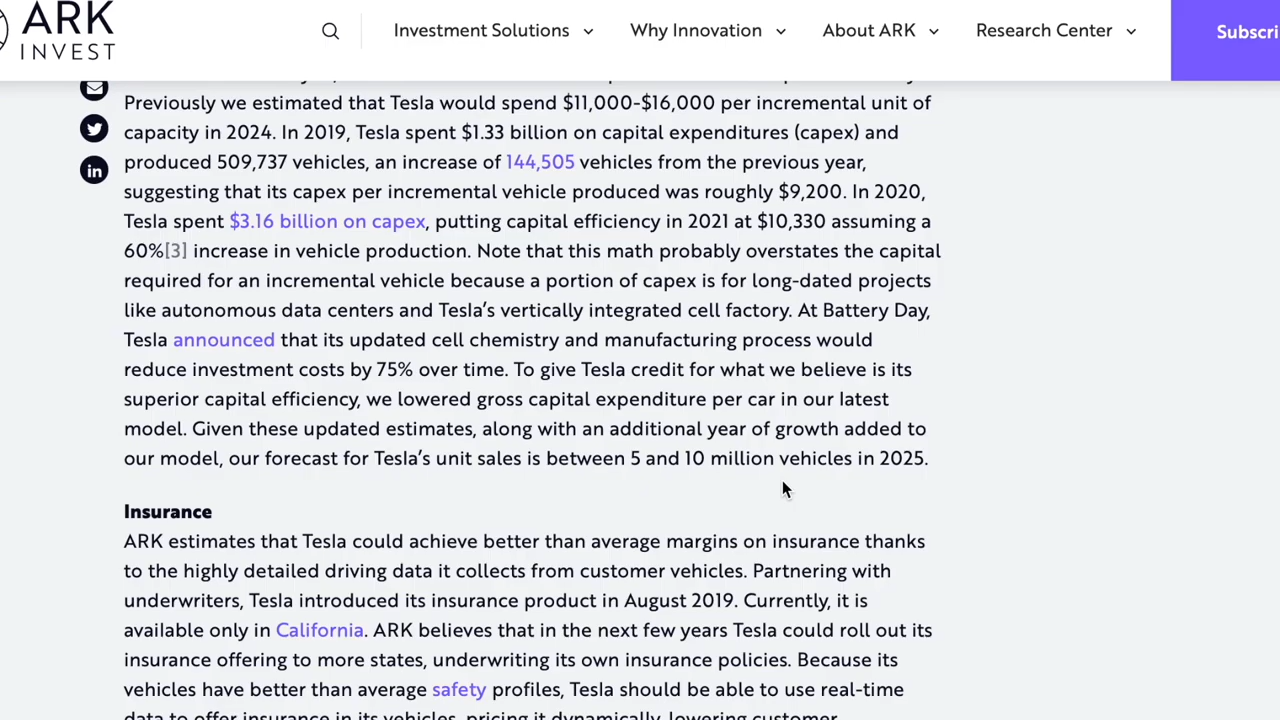 ARK
INVEST
Investment Solutions
Why Innovation
About ARK
Research Center
Subscri
Previously we estimated that Tesla would spend $11,000-$16,000 per incremental unit of
capacity in 2024. In 2019, Tesla spent $1.33 billion on capital expenditures (capex) and
produced 509,737 vehicles, an increase of 144,505 vehicles from the previous year,
suggesting that its capex per incremental vehicle produced was roughly $9,200. In 2020,
Tesla spent $3.16 billion on capex, putting capital efficiency in 2021 at $10,330 assuming a
60%[3] increase in vehicle production. Note that this math probably overstates the capital
required for an incremental vehicle because a portion of capex is for long-dated projects
like autonomous data centers and Tesla’s vertically integrated cell factory. At Battery Day,
Tesla announced that its updated cell chemistry and manufacturing process would
reduce investment costs by 75% over time. To give Tesla credit for what we believe is its
superior capital efficiency, we lowered gross capital expenditure per car in our latest
model. Given these updated estimates, along with an additional year of growth added to
our model, our forecast for Tesla’s unit sales is between 5 and 10 million vehicles in 2025.
Insurance
ARK estimates that Tesla could achieve better than average margins on insurance thanks
to the highly detailed driving data it collects from customer vehicles. Partnering with
underwriters, Tesla introduced its insurance product in August 2019. Currently, it is
available only in California. ARK believes that in the next few years Tesla could roll out its
insurance offering to more states, underwriting its own insurance policies. Because its
vehicles have better than average safety profiles, Tesla should be able to use real-time
data to offer insurance in its vehicles, pricing it dynamically, lowering customer